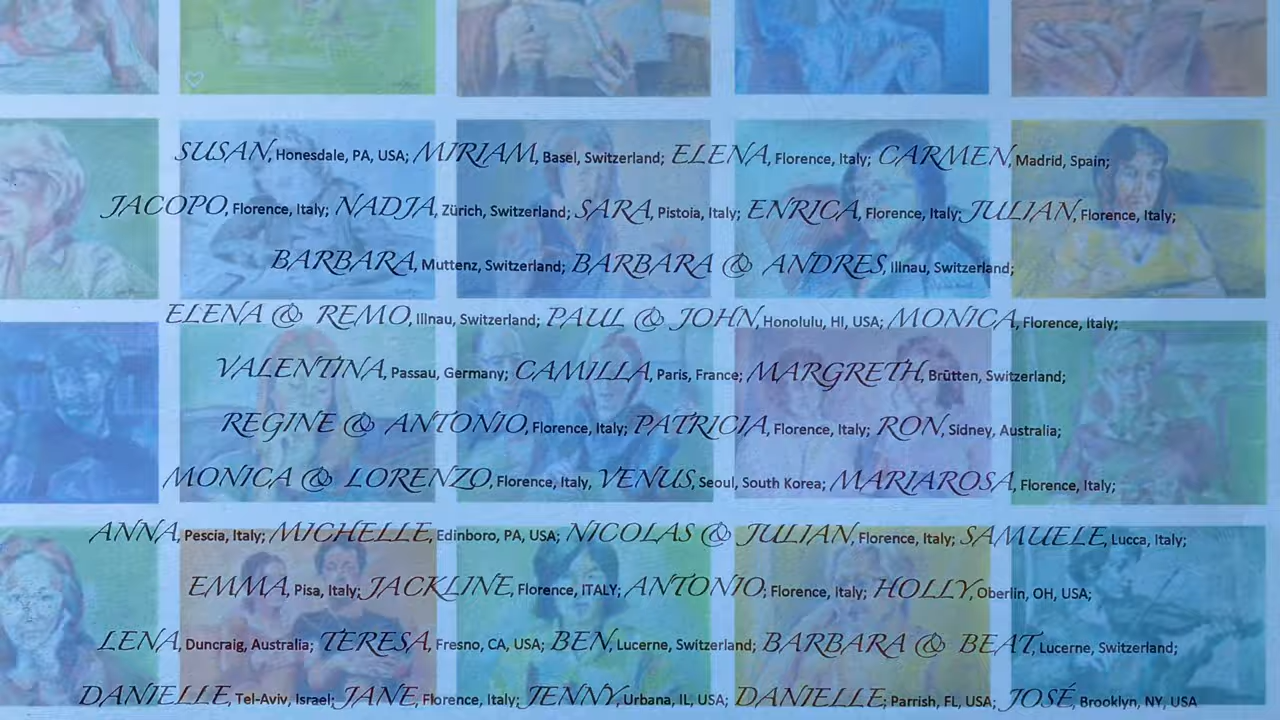 SUSAN, Honesdale, PA, USA; MIRIAM, Basel, Switzerland; ELENA, Florence, Italy; CARMEN, Madrid, Spain;
JACOPO, Florence, Italy; NADJA, Zürich, Switzerland; SARA, Pistoia, Italy; ENRICA, Florence, Italy; JULIAN, Florence, Italy;
BARBARA, Muttenz, Switzerland; BARBARA & ANDRES, Illnau, Switzerland;
ELENA & REMO, Illnau, Switzerland; PAUL & JOHN, Honolulu, HI, USA; MONICA, Florence, Italy;
VALENTINA, Passau, Germany; CAMILLA, Paris, France; MARGRETH, Brütten, Switzerland;
REGINE & ANTONIO, Florence, Italy; PATRICIA, Florence, Italy; RON, Sidney, Australia;
MONICA & LORENZO, Florence, Italy, VENUS, Seoul, South Korea; MARIAROSA, Florence, Italy;
ANNA, Pescia, Italy; MICHELLE, Edinboro, PA, USA; NICOLAS & JULIAN, Florence, Italy; SAMUELE, Lucca, Italy;
EMMA, Pisa, Italy; JACKLINE, Florence, ITALY; ANTONIO; Florence, Italy; HOLLY, Oberlin, OH, USA;
LENA, Duncraig, Australia; TERESA, Fresno, CA, USA; BEN, Lucerne, Switzerland; BARBARA & BEAT, Lucerne, Switzerland;
DANIELLE, Tel-Aviv, Israel; JANE, Florence, Italy; JENNY, Urbana, IL, USA; DANIELLE; Parrish, FL, USA; JOSÉ, Brooklyn, NY, USA